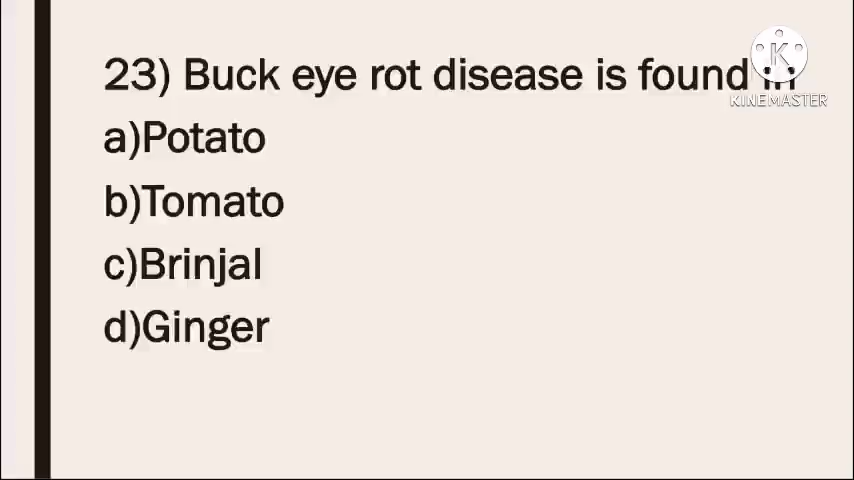 23) Buck eye rot disease is found in
a)Potato
b)Tomato
c)Brinjal
d)Ginger
K
KINEMASTER